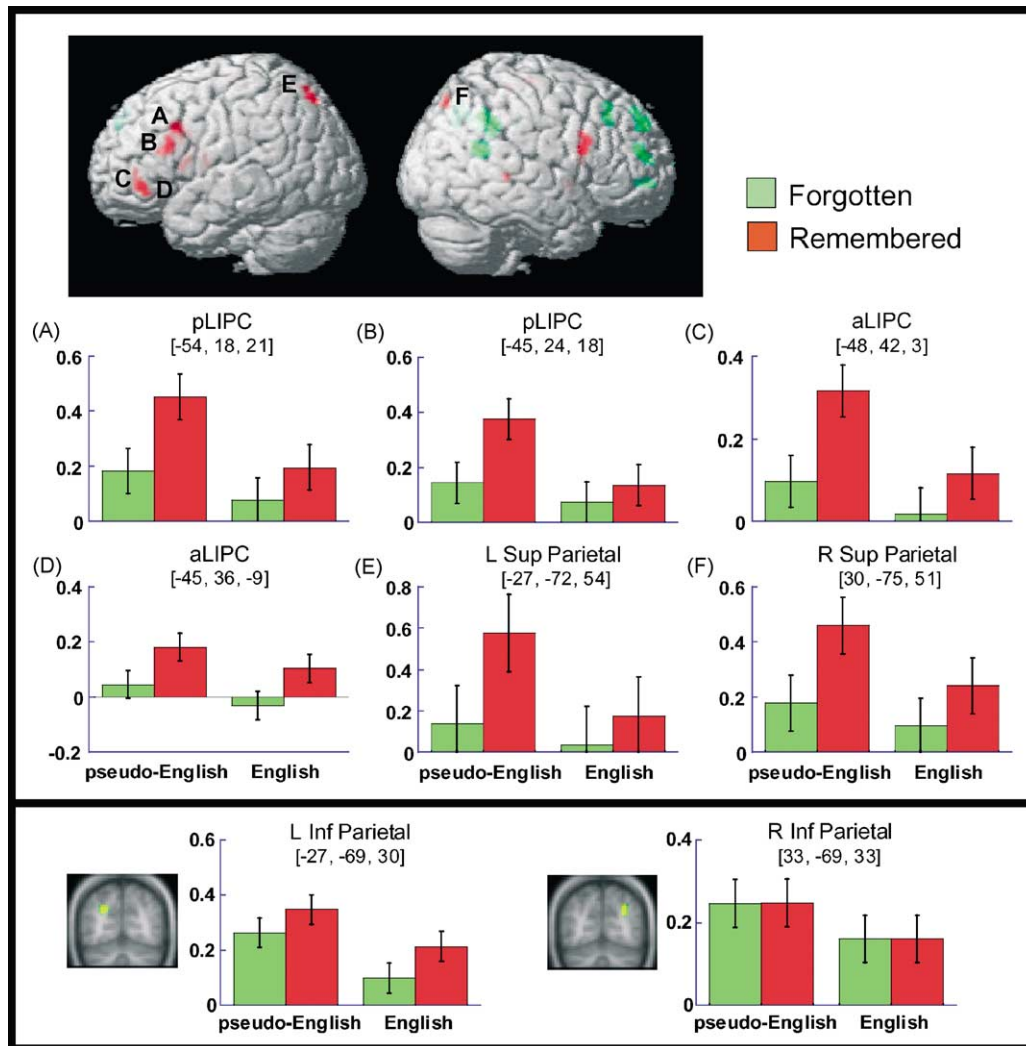 E
F
A
B
C
D
Forgotten
Remembered
(A)
pLIPC
[-54, 18, 21]
0.6
0.4
0.2
0
(B)
pLIPC
[-45, 24, 18]
0.6
0.4
0.2
0
(C)
aLIPC
[-48, 42, 3]
0.4
0.2
0
(D)
aLIPC
[-45, 36, -9]
0.4
0.2
0
-0.2
pseudo-English English
(E)
L Sup Parietal
[-27, -72, 54]
0.8
0.6
0.4
0.2
0
pseudo-English English
(F)
R Sup Parietal
[30, -75, 51]
0.6
0.4
0.2
0
pseudo-English English
L Inf Parietal
[-27, -69, 30]
0.6
0.4
0.2
0
pseudo-English English
R Inf Parietal
[33, -69, 33]
0.4
0.2
0
pseudo-English English